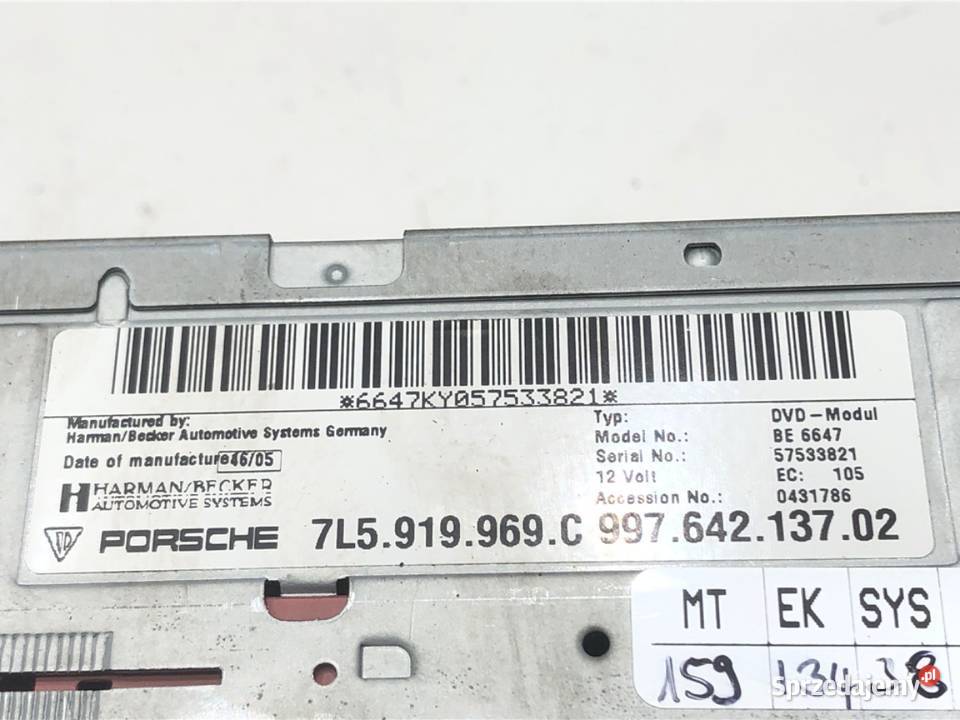 *6647KY057533821*
Manufactured by:
Harman/Becker Automotive Systems Germany
Date of manufacture 46/05
HARMAN/BECKER
AUTOMOTIVE SYSTEMS
Typ: DVD-Modul
Model No.: BE 6647
Serial No.: 57533821
12 Volt EC: 105
Accession No.: 0431786
PORSCHE 7L5.919.969.C 997.642.137.02
MT EK SYS
159 134
Sprzedajemy.pl